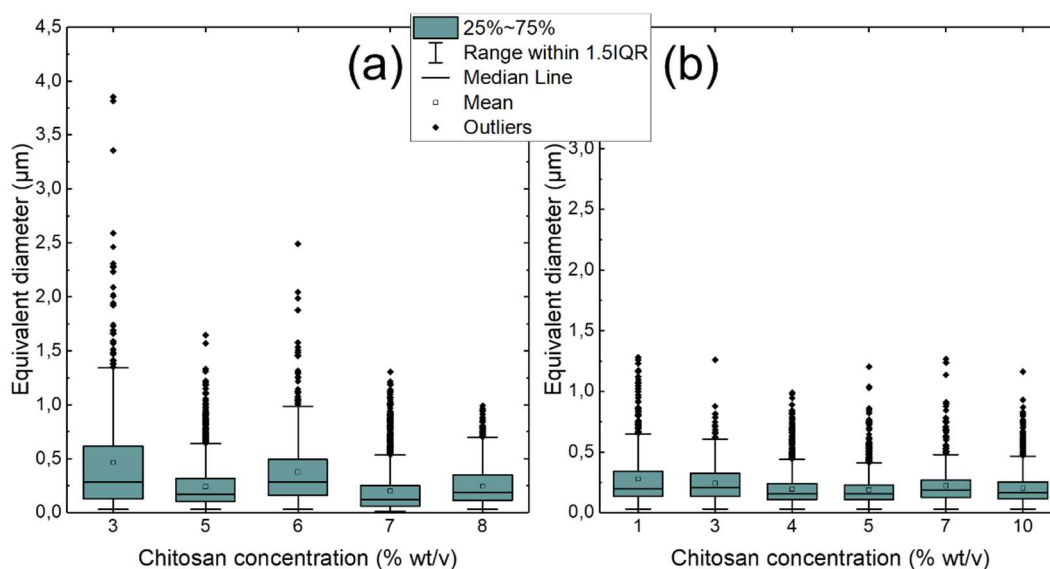 4,5
4,0
3,5
3,0
2,5
2,0
1,5
1,0
0,5
0,0
Equivalent diameter (μm)
(a)
3 5 6 7 8
Chitosan concentration (% wt/v)
25%~75%
Range within 1.5IQR
Median Line
Mean
Outliers
(b)
3,0
2,5
2,0
1,5
1,0
0,5
0,0
Equivalent diameter (μm)
1 3 4 5 7 10
Chitosan concentration (% wt/v)